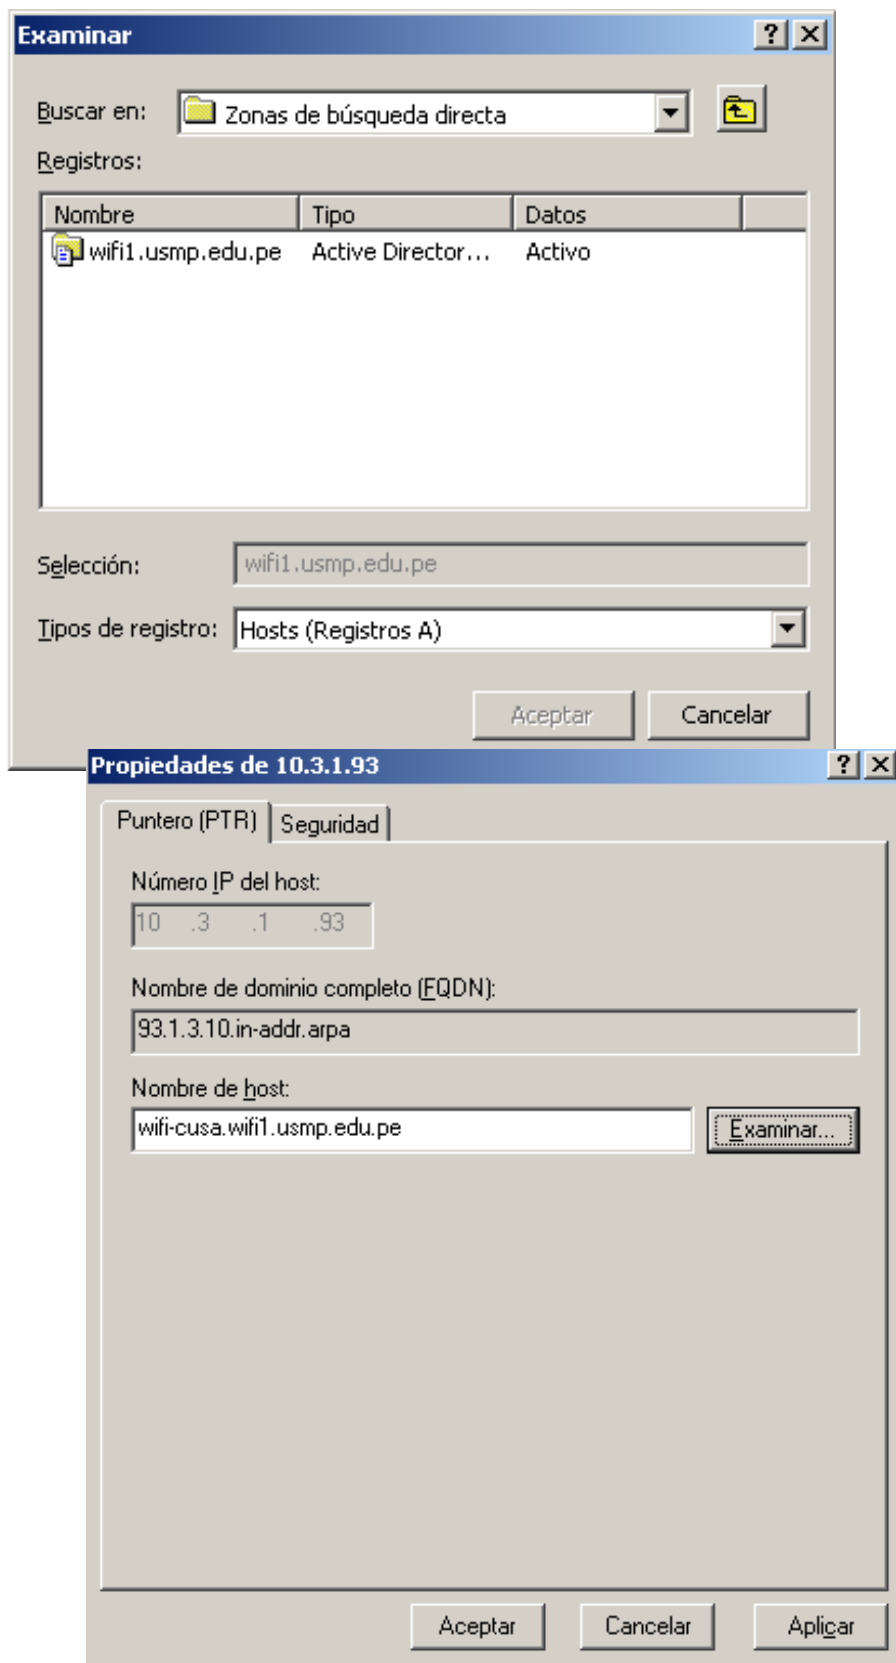 Examinar
Buscar en: Zonas de búsqueda directa
Registros:
Nombre Tipo Datos
wifi1.usmp.edu.pe Active Director... Activo
Selección: wifi1.usmp.edu.pe
Tipos de registro: Hosts (Registros A)
Aceptar Cancelar
Propiedades de 10.3.1.93
Puntero (PTR) Seguridad
Número IP del host:
10 .3 .1 .93
Nombre de dominio completo (FQDN):
93.1.3.10.in-addr.arpa
Nombre de host:
wifi-cusa.wifi1.usmp.edu.pe Examinar...
Aceptar Cancelar Aplicar